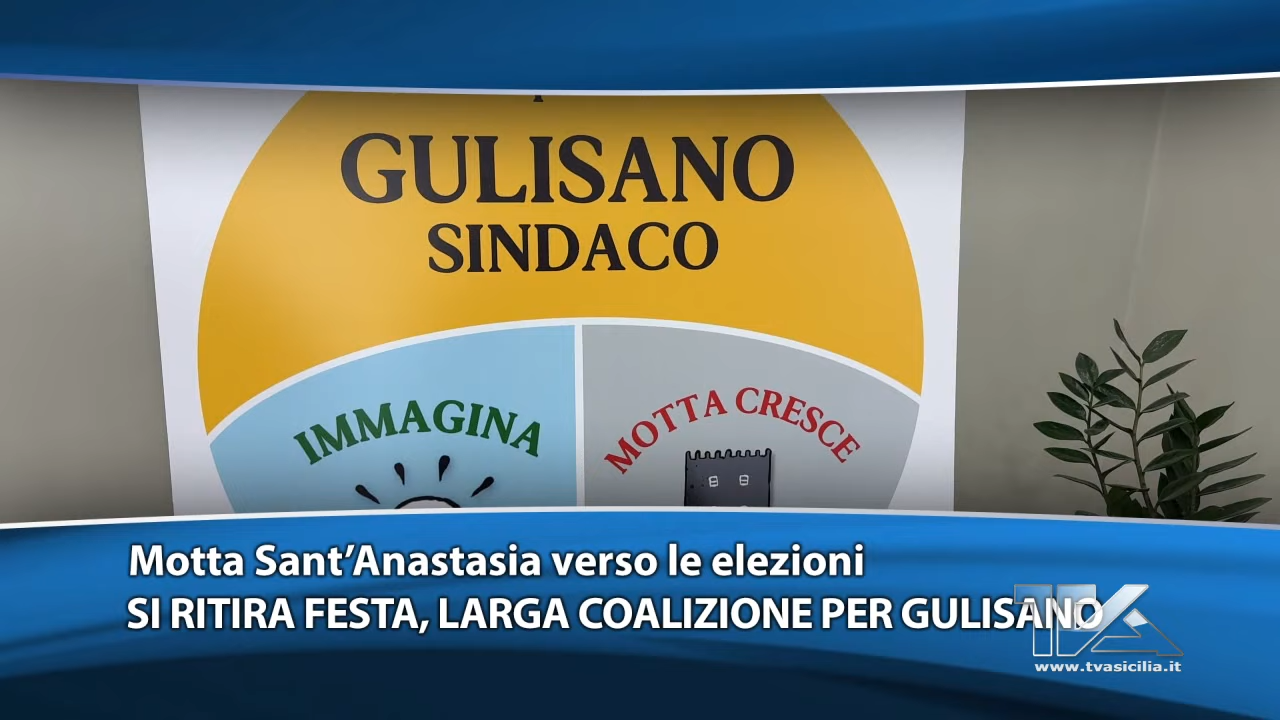 GULISANO
SINDACO
IMMAGINA
MOTTA CRESCE
Motta Sant’Anastasia verso le elezioni
SI RITIRA FESTA, LARGA COALIZIONE PER GULISANO
TVA
www.tvasicilia.it